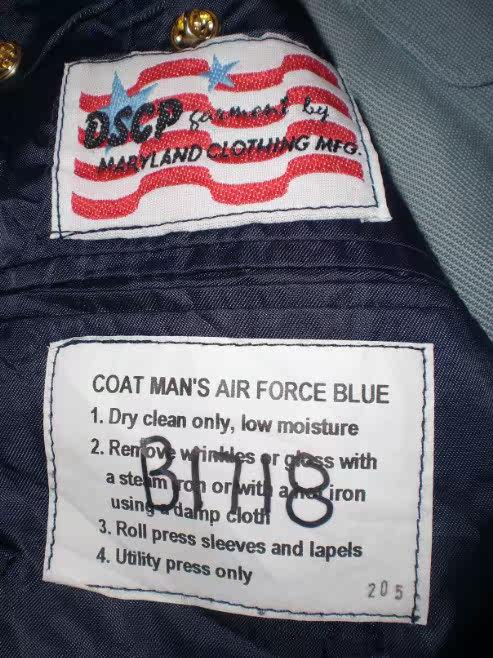 DSCP garment by
MARYLAND CLOTHING MFG.
COAT MAN'S AIR FORCE BLUE
1. Dry clean only, low moisture
2. Remove wrinkles or gloss with
a steam iron or with a hot iron
using a damp cloth
B1118
3. Roll press sleeves and lapels
4. Utility press only
205